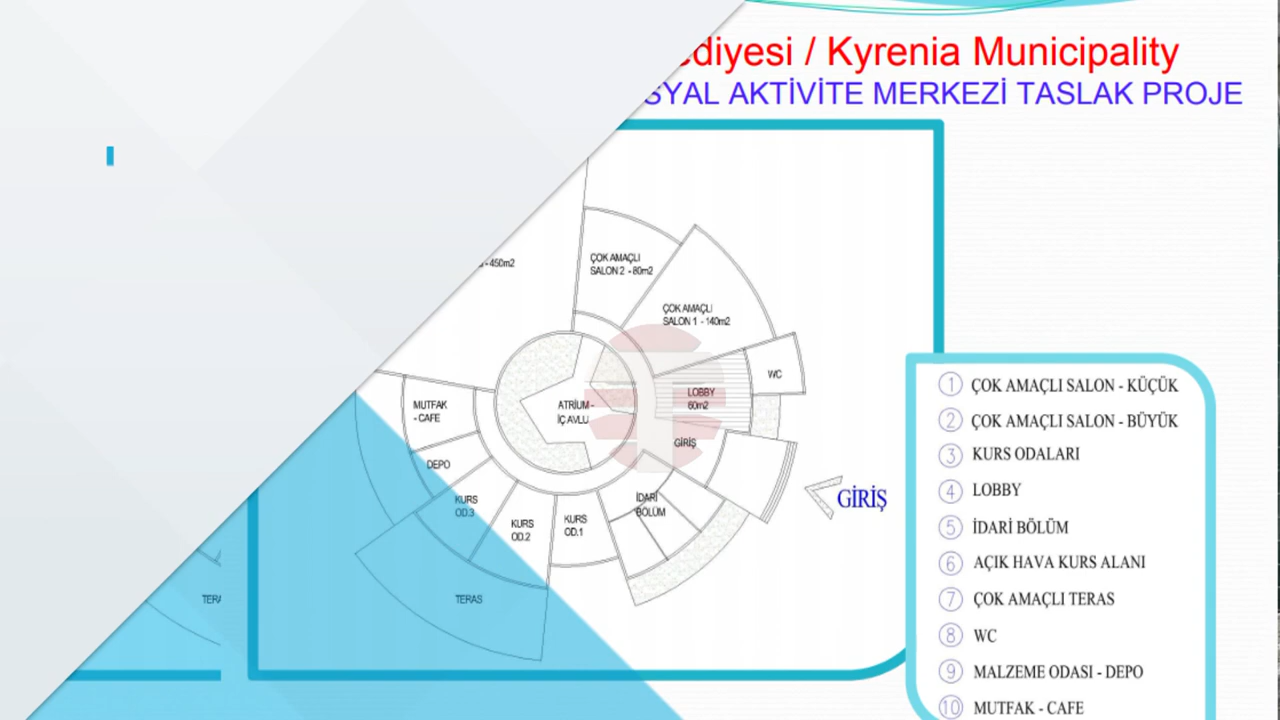 ediyesi / Kyrenia Municipality
SYAL AKTİVİTE MERKEZİ TASLAK PROJE
- 450m2
ÇOK AMAÇLI
SALON 2 - 80m2
ÇOK AMAÇLI
SALON 1 - 140m2
WC
LOBBY
60m2
MUTFAK
- CAFE
ATRİUM -
İÇ AVLU
GİRİŞ
DEPO
KURS
OD.3
KURS
OD.2
KURS
OD.1
İDARİ
BÖLÜM
GİRİŞ
TERAS
TERA
1 ÇOK AMAÇLI SALON - KÜÇÜK
2 ÇOK AMAÇLI SALON - BÜYÜK
3 KURS ODALARI
4 LOBBY
5 İDARİ BÖLÜM
6 AÇIK HAVA KURS ALANI
7 ÇOK AMAÇLI TERAS
8 WC
9 MALZEME ODASI - DEPO
10 MUTFAK - CAFE